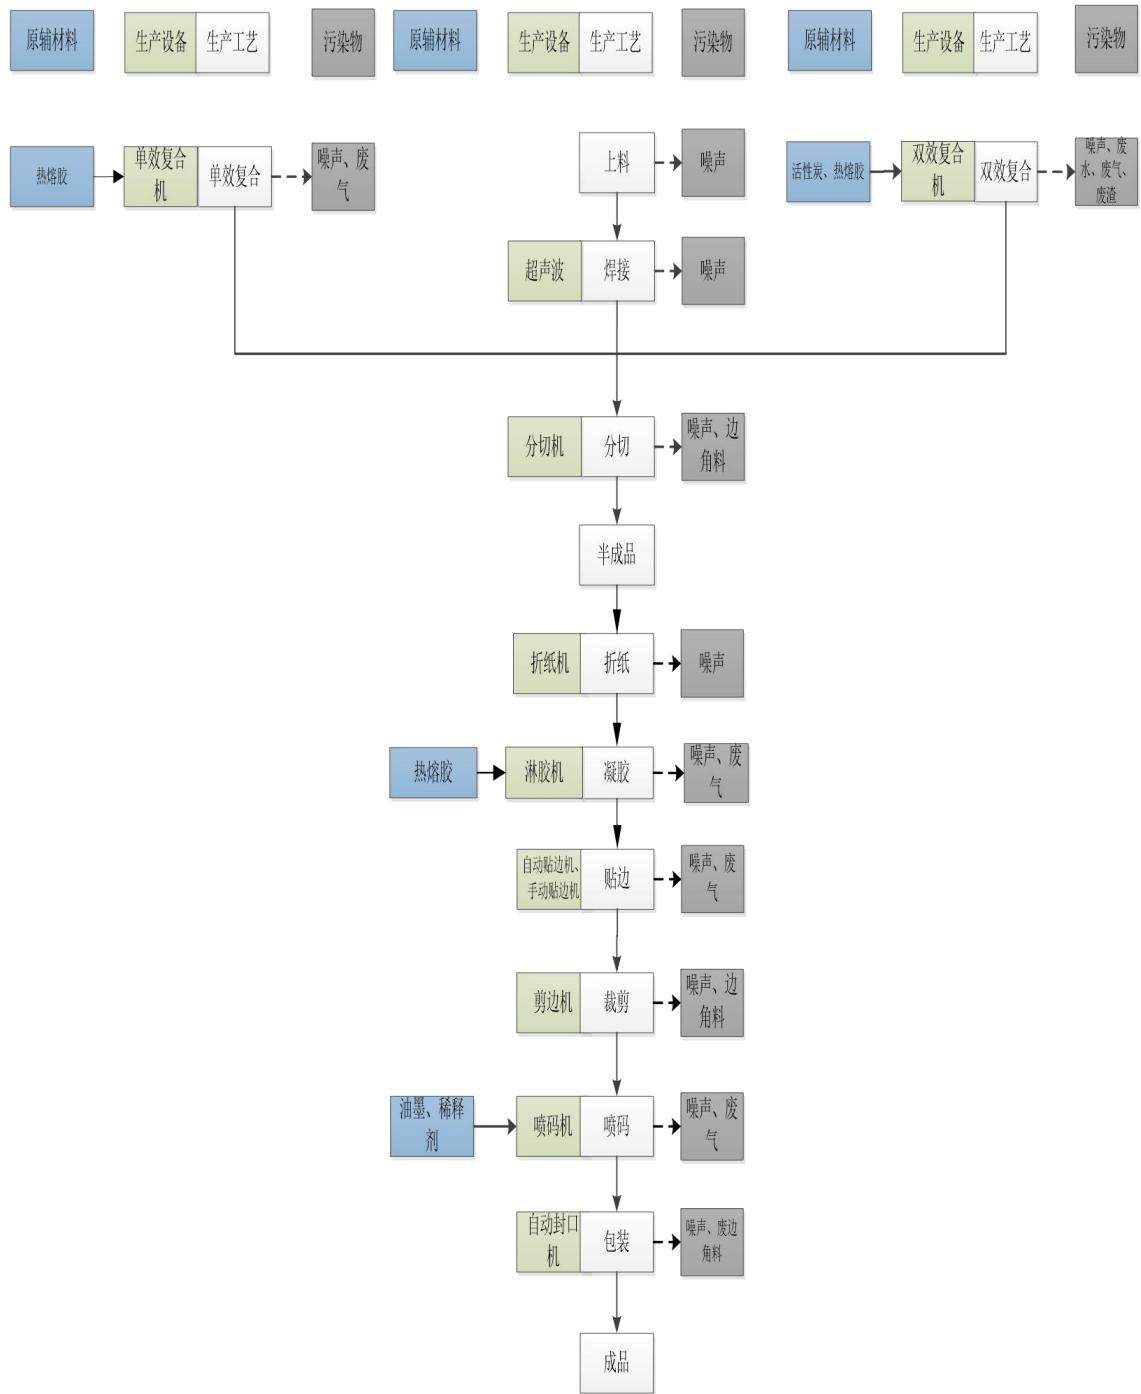 原辅材料
生产设备
生产工艺
污染物
原辅材料
生产设备
生产工艺
污染物
原辅材料
生产设备
生产工艺
污染物
热熔胶
单效复合
机
单效复合
噪声、废
气
上料
噪声
活性炭、热熔胶
双效复合
机
双效复合
噪声、废
水、废气、
废渣
超声波
焊接
噪声
分切机
分切
噪声、边
角料
半成品
折纸机
折纸
噪声
热熔胶
淋胶机
凝胶
噪声、废
气
自动贴边机、
手动贴边机
贴边
噪声、废
气
剪边机
裁剪
噪声、边
角料
油墨、稀释
剂
喷码机
喷码
噪声、废
气
自动封口
机
包装
噪声、废边
角料
成品